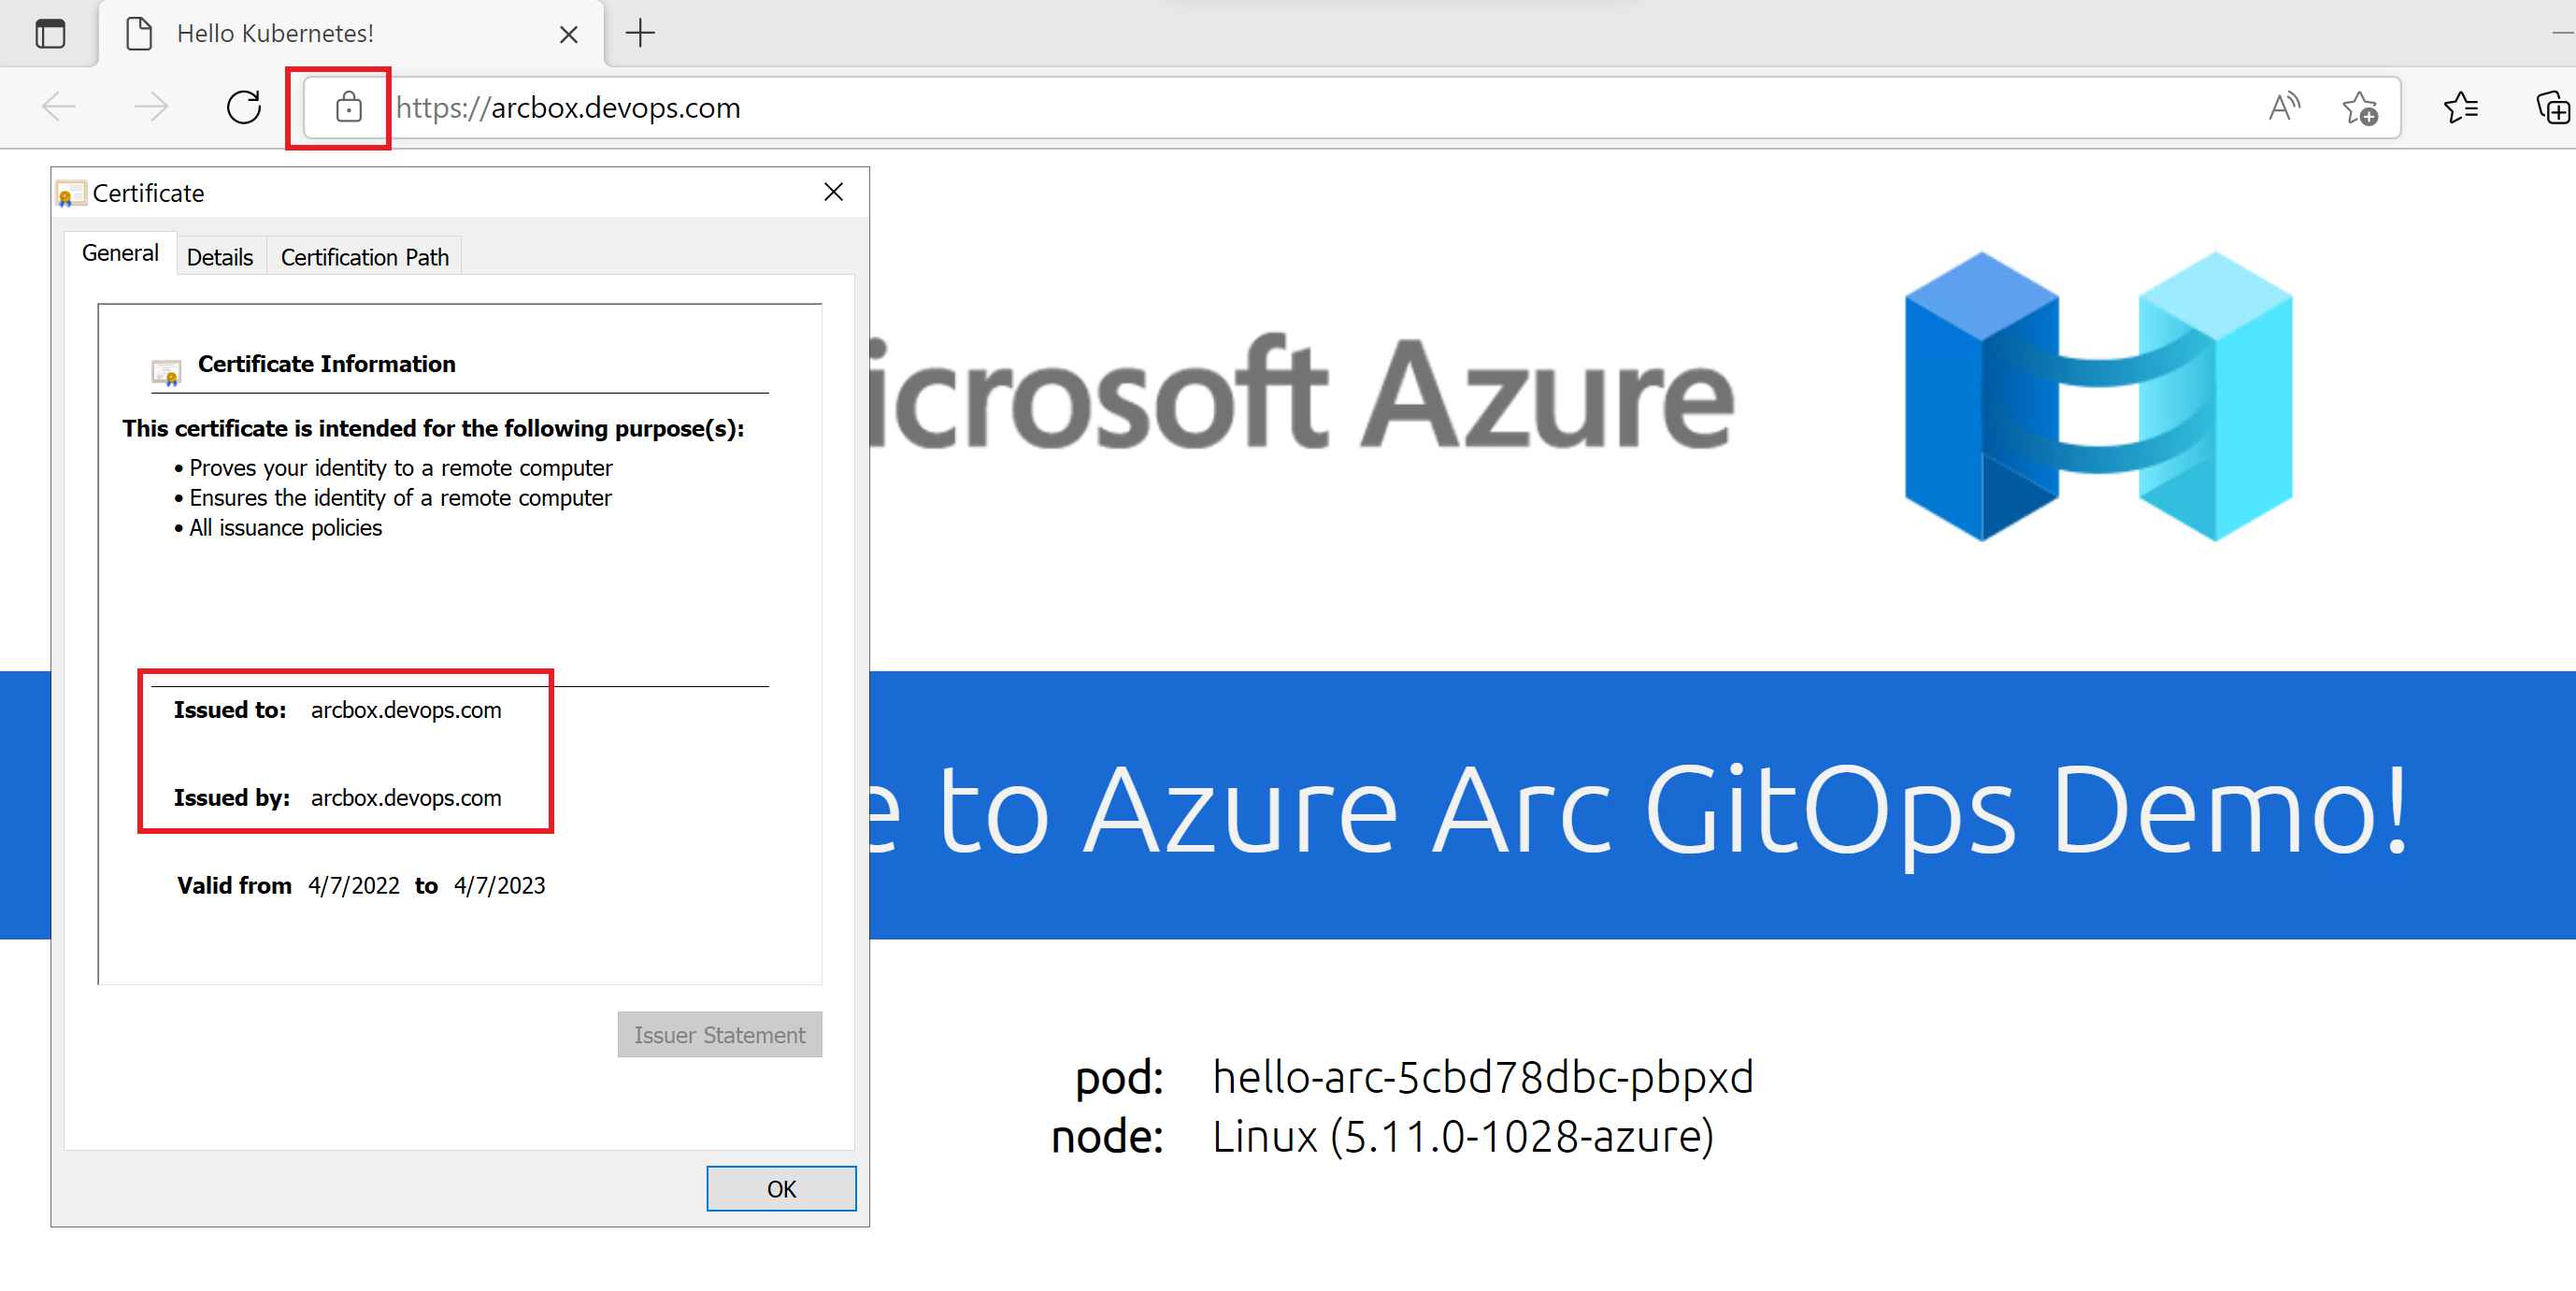 Hello Kubernetes!
https://arcbox.devops.com
Certificate
General Details Certification Path
Certificate Information
This certificate is intended for the following purpose(s):
• Proves your identity to a remote computer
• Ensures the identity of a remote computer
• All issuance policies
Issued to: arcbox.devops.com
Issued by: arcbox.devops.com
Valid from 4/7/2022 to 4/7/2023
Issuer Statement
OK
icrosoft Azure
e to Azure Arc GitOps Demo!
pod: hello-arc-5cbd78dbc-pbpxd
node: Linux (5.11.0-1028-azure)